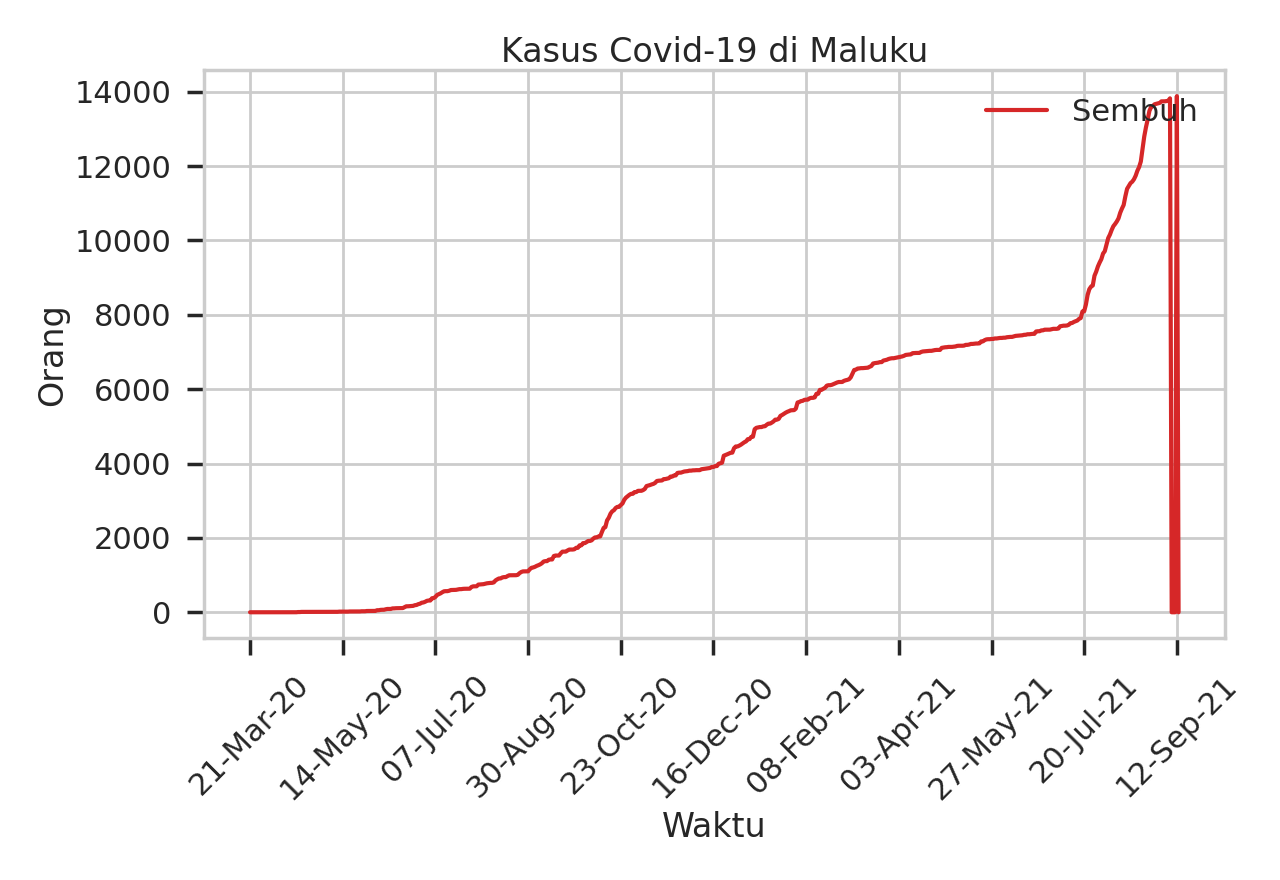 Kasus Covid-19 di Maluku
Sembuh
14000
12000
10000
8000
6000
4000
2000
0
Orang
21-Mar-20
14-May-20
07-Jul-20
30-Aug-20
23-Oct-20
16-Dec-20
08-Feb-21
03-Apr-21
27-May-21
20-Jul-21
12-Sep-21
Waktu